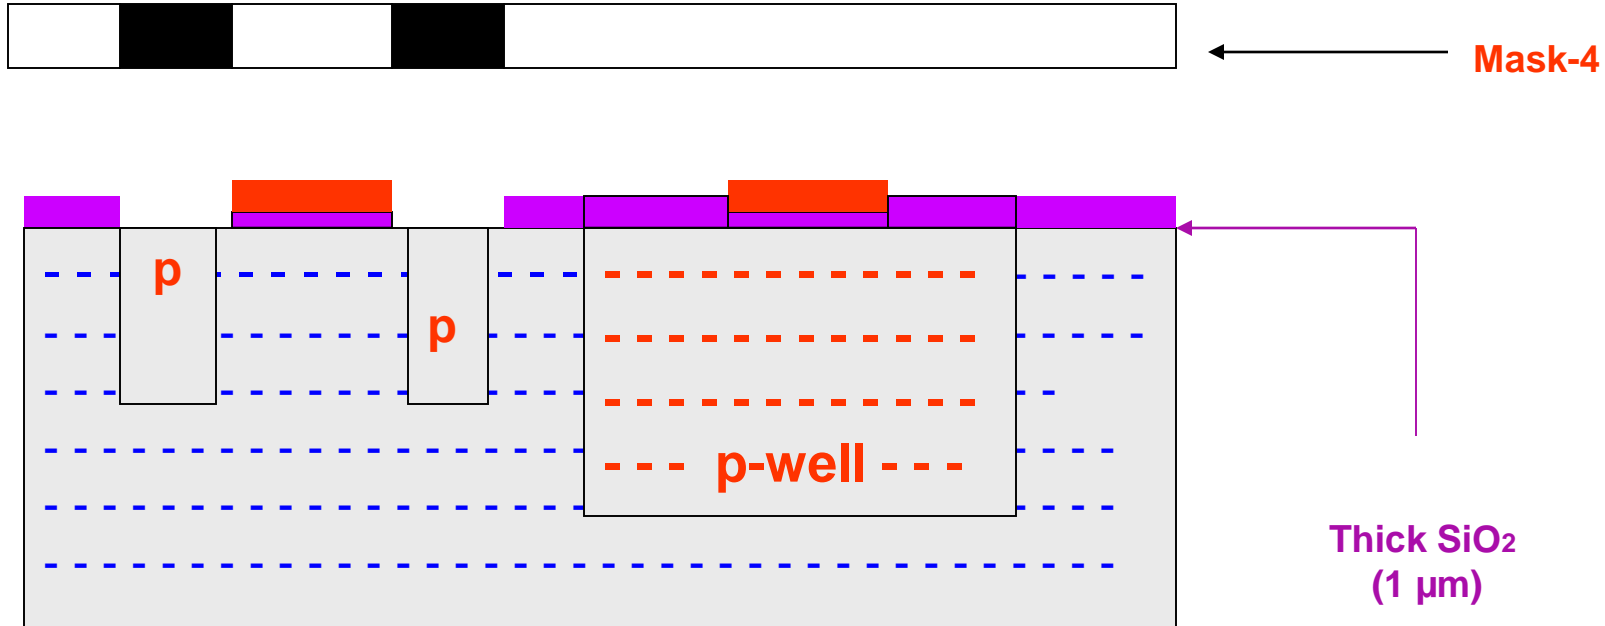 Mask-4
p
p
p-well
Thick SiO₂
(1 µm)